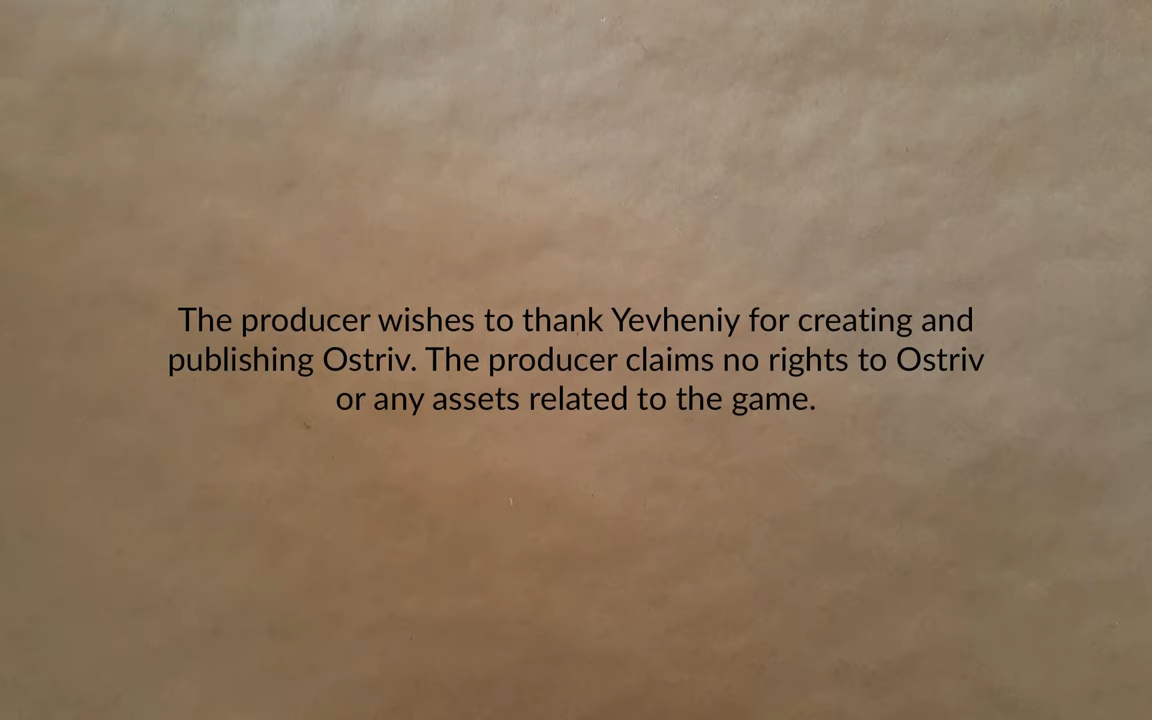 The producer wishes to thank Yevheniy for creating and
publishing Ostriv. The producer claims no rights to Ostriv
or any assets related to the game.